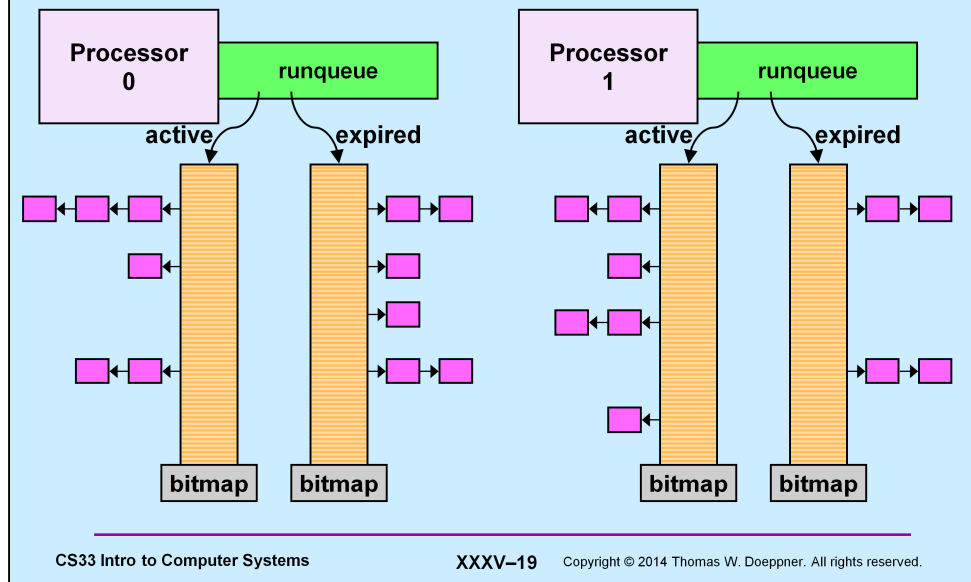 Processor
0
runqueue
active
expired
bitmap
bitmap
Processor
1
runqueue
active
expired
bitmap
bitmap
CS33 Intro to Computer Systems
XXXV–19
Copyright © 2014 Thomas W. Doeppner. All rights reserved.